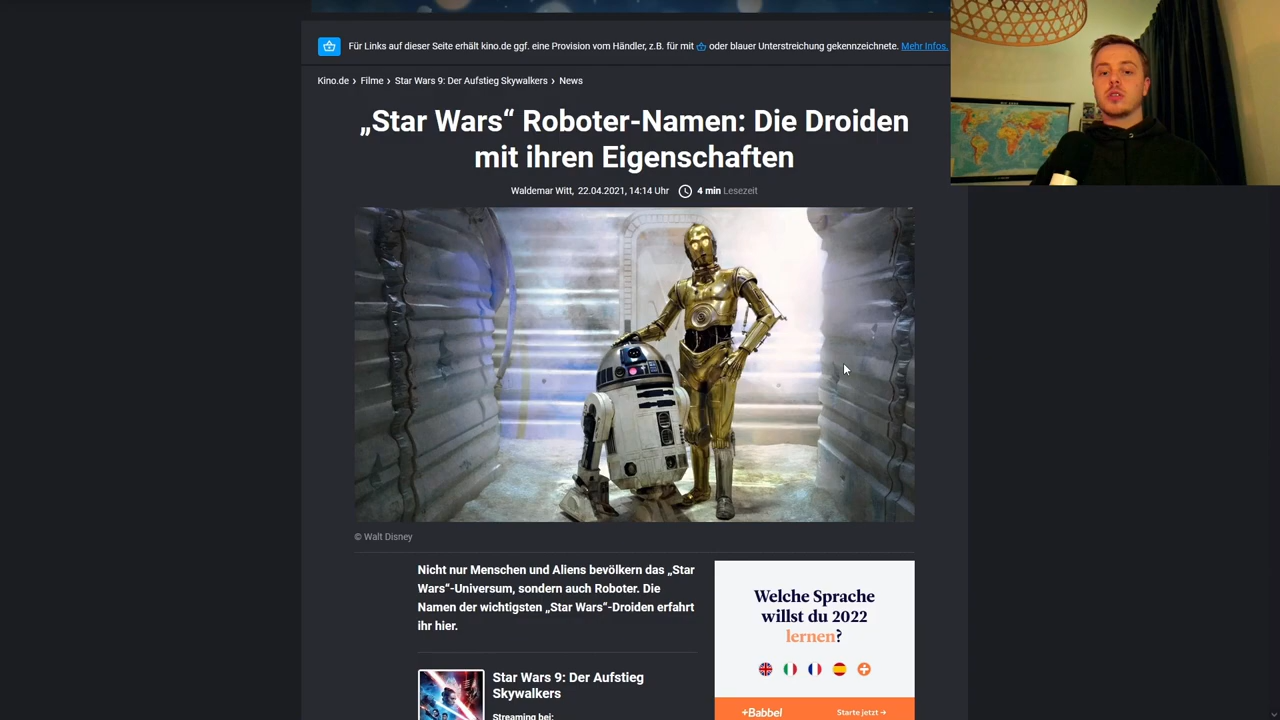 Für Links auf dieser Seite erhält kino.de ggf. eine Provision vom Händler, z.B. für mit oder blauer Unterstreichung gekennzeichnete. Mehr Infos.
Kino.de › Filme › Star Wars 9: Der Aufstieg Skywalkers › News
„Star Wars“ Roboter-Namen: Die Droiden
mit ihren Eigenschaften
Waldemar Witt, 22.04.2021, 14:14 Uhr 4 min Lesezeit
© Walt Disney
Nicht nur Menschen und Aliens bevölkern das „Star
Wars“-Universum, sondern auch Roboter. Die
Namen der wichtigsten „Star Wars“-Droiden erfahrt
ihr hier.
Star Wars 9: Der Aufstieg
Skywalkers
Streaming bei:
Welche Sprache
willst du 2022
lernen?
+Babbel Starte jetzt →